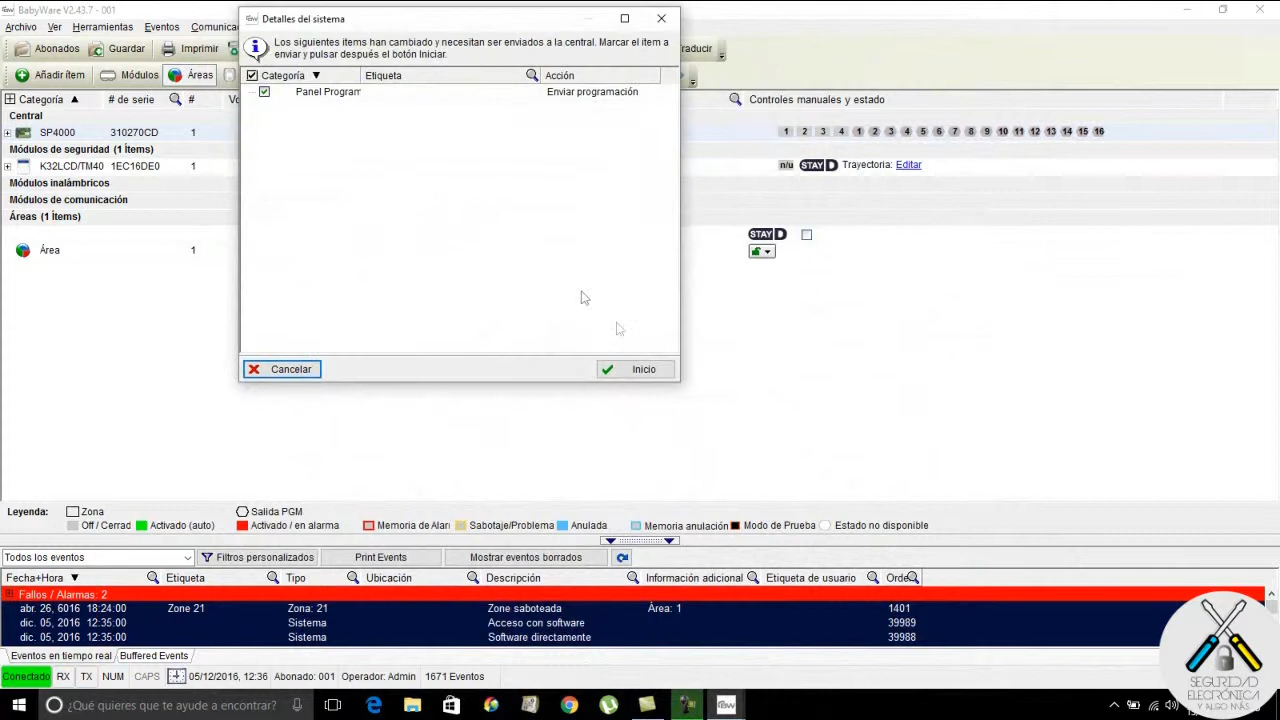 BabyWare V2.43.7 - 001
Archivo Ver Herramientas Eventos
Abonados Guardar Imprimir
Añadir ítem Módulos Áreas
Categoría # de serie #
Controles manuales y estado
Central
SP4000 310270CD 1
1 2 3 4 1 2 3 4 5 6 7 8 9 10 11 12 13 14 15 16
Módulos de seguridad (1 Ítems)
K32LCD/TM40 1EC16DE0 1
n/u STAY D Trayectoria: Editar
Módulos inalámbricos
Módulos de comunicación
Áreas (1 Ítems)
STAY D
Área 1
Detalles del sistema
Los siguientes items han cambiado y necesitan ser enviados a la central. Marcar el item a
enviar y pulsar después el botón Iniciar.
Categoría Etiqueta Acción
Panel Program Enviar programación
Cancelar Inicio
Leyenda: Zona Salida PGM
Off / Cerrad Activado (auto) Activado / en alarma Memoria de Alar Sabotaje/Problema Anulada Memoria anulación Modo de Prueba Estado no disponible
Todos los eventos Filtros personalizados Print Events Mostrar eventos borrados
Fecha+Hora Etiqueta Tipo Ubicación Descripción Información adicional Etiqueta de usuario Orde
Fallos / Alarmas: 2
abr. 26, 6016 18:24:00 Zone 21 Zona: 21 Zone saboteada Área: 1 1401
dic. 05, 2016 12:35:00 Sistema Acceso con software 39989
dic. 05, 2016 12:35:00 Sistema Software directamente 39988
Eventos en tiempo real Buffered Events
Conectado RX TX NUM CAPS 05/12/2016, 12:36 Abonado: 001 Operador: Admin 1671 Eventos
¿Qué quieres que te ayude a encontrar?
SEGURIDAD
ELECTRÓNICA
Y ALGO MÁS